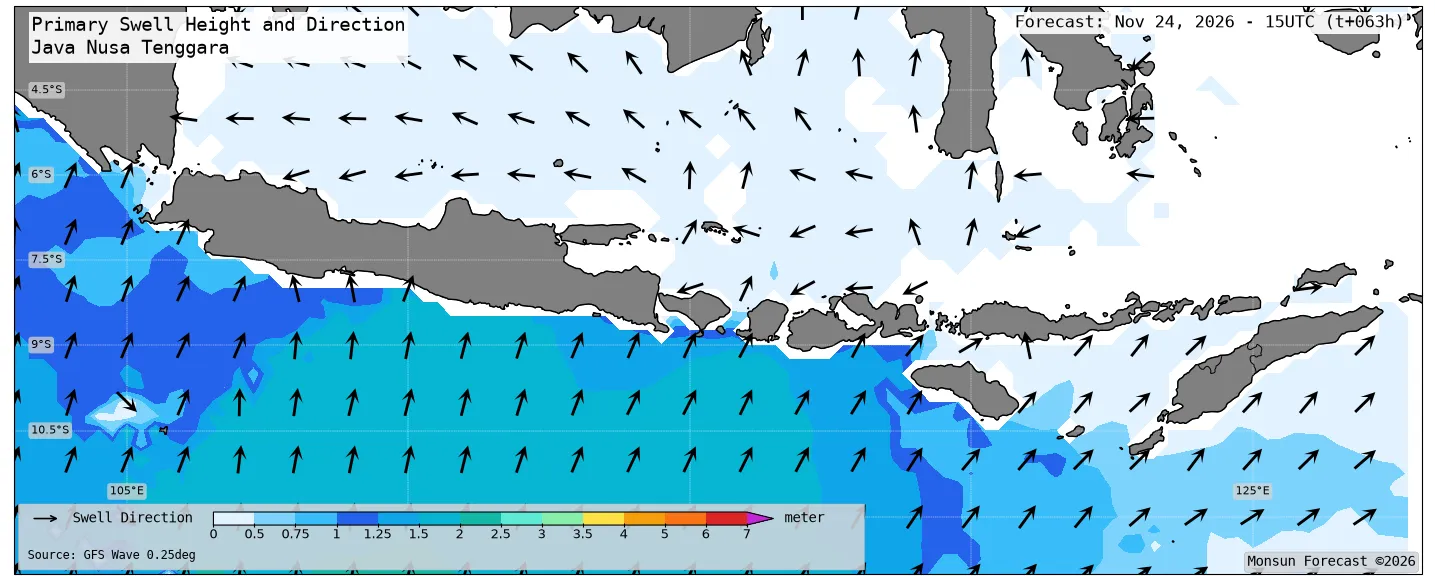 Primary Swell Height and Direction
Java Nusa Tenggara
Forecast: Nov 24, 2026 - 15UTC (t+063h)
4.5°S
6°S
7.5°S
9°S
10.5°S
105°E
125°E
Swell Direction
0 0.5 0.75 1 1.25 1.5 2 2.5 3 3.5 4 5 6 7
meter
Source: GFS Wave 0.25deg
Monsun Forecast ©2026